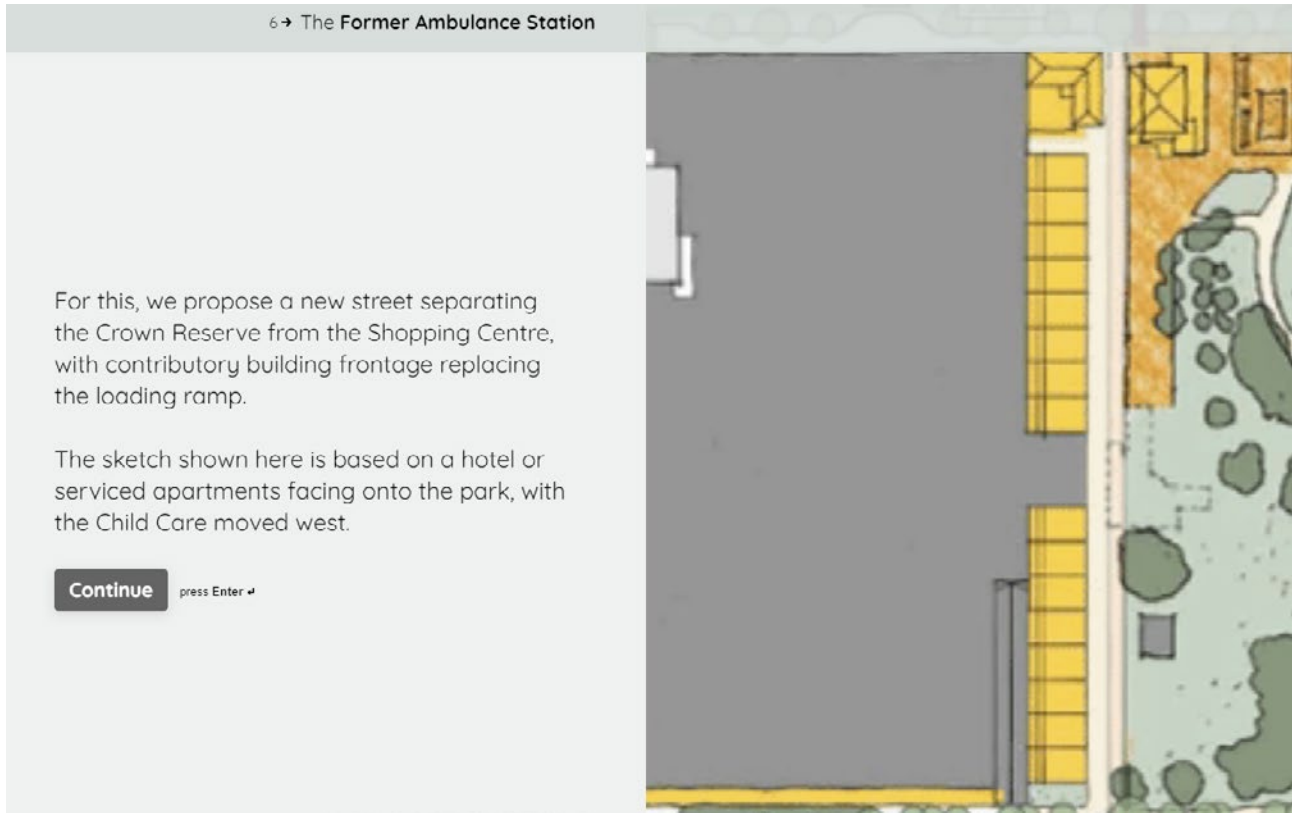 6→ The Former Ambulance Station
For this, we propose a new street separating
the Crown Reserve from the Shopping Centre,
with contributory building frontage replacing
the loading ramp.
The sketch shown here is based on a hotel or
serviced apartments facing onto the park, with
the Child Care moved west.
Continue press Enter ↵